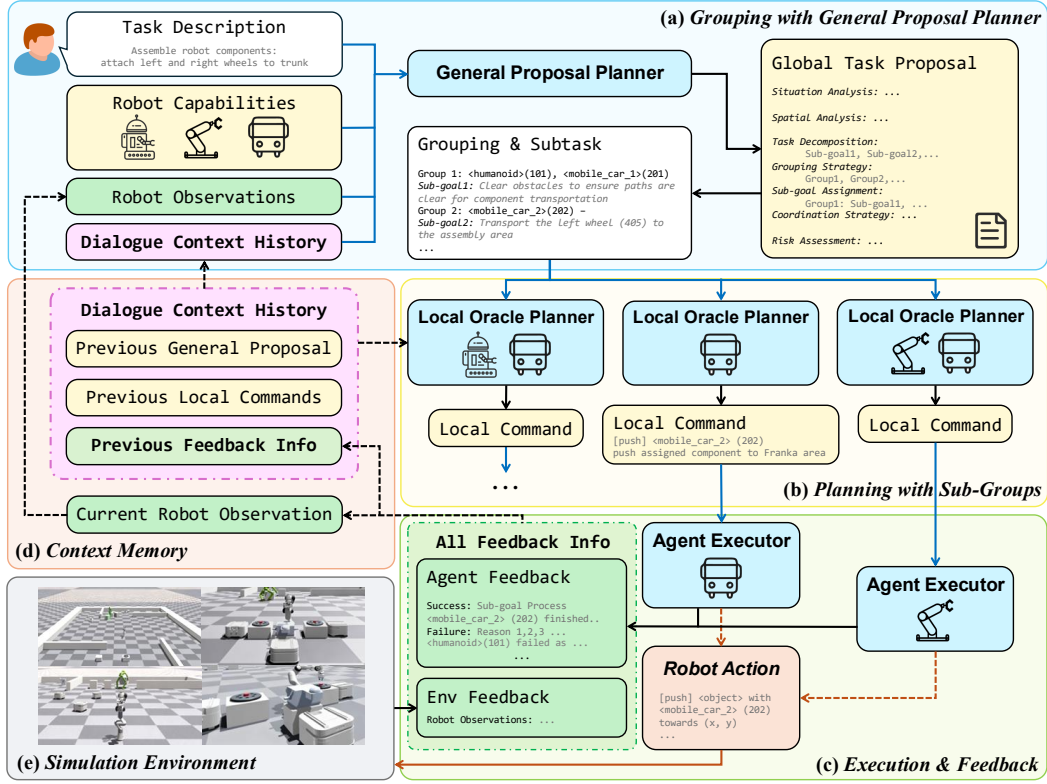 (a) Grouping with General Proposal Planner
Task Description
Assemble robot components:
attach left and right wheels to trunk
Robot Capabilities
Robot Observations
Dialogue Context History
General Proposal Planner
Global Task Proposal
Situation Analysis: ...
Spatial Analysis: ...
Task Decomposition:
Sub-goal1, Sub-goal2,...
Grouping Strategy:
Group1, Group2,...
Sub-goal Assignment:
Group1: Sub-goal1, ...
Coordination Strategy: ...
Risk Assessment: ...
Grouping & Subtask
Group 1: <humanoid>(101), <mobile_car_1>(201)
Sub-goal1: Clear obstacles to ensure paths are
clear for component transportation
Group 2: <mobile_car_2>(202) –
Sub-goal2: Transport the left wheel (405) to
the assembly area
...
Dialogue Context History
Previous General Proposal
Previous Local Commands
Previous Feedback Info
Current Robot Observation
(d) Context Memory
Local Oracle Planner
Local Oracle Planner
Local Oracle Planner
Local Command
Local Command
[push] <mobile_car_2> (202)
push assigned component to Franka area
Local Command
...
(b) Planning with Sub-Groups
All Feedback Info
Agent Feedback
Success: Sub-goal Process
<mobile_car_2> (202) finished..
Failure: Reason 1,2,3 ...
<humanoid>(101) failed as ...
...
Env Feedback
Robot Observations: ...
Agent Executor
Agent Executor
Robot Action
[push] <object> with
<mobile_car_2> (202)
towards (x, y)
...
(c) Execution & Feedback
(e) Simulation Environment